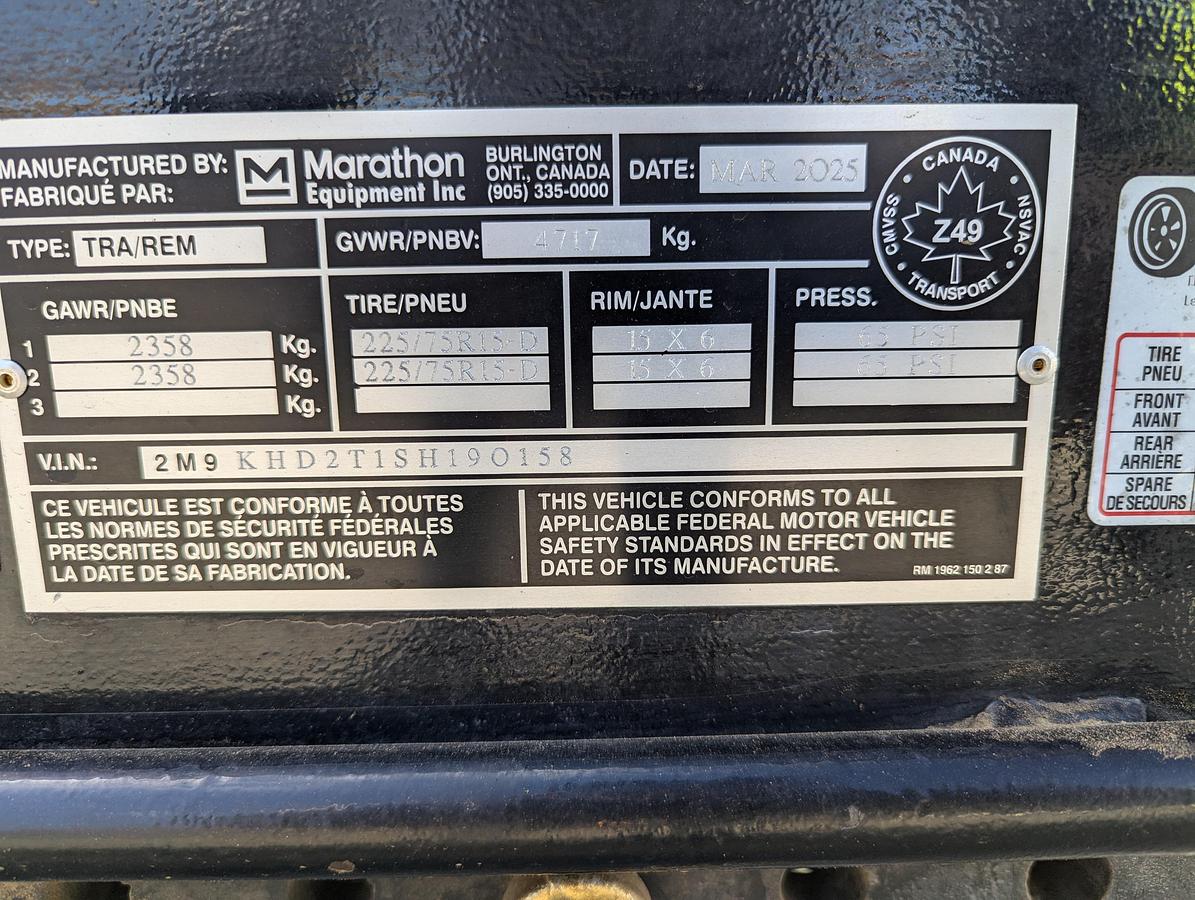 MANUFACTURED BY:
FABRIQUÉ PAR:
Marathon
Equipment Inc
BURLINGTON
ONT., CANADA
(905) 335-0000
DATE: MAR 2025
CANADA
CMVSS
Z49
NSVAC
TRANSPORT
TYPE: TRA/REM
GVWR/PNBV: 4717 Kg.
GAWR/PNBE TIRE/PNEU RIM/JANTE PRESS.
1 2358 Kg. 225/75R15-D 15 X 6 65 PSI
2 2358 Kg. 225/75R15-D 15 X 6 65 PSI
3 Kg.
V.I.N.: 2M9 KHD2T1SH190158
CE VEHICULE EST CONFORME À TOUTES
LES NORMES DE SÉCURITÉ FÉDÉRALES
PRESCRITES QUI SONT EN VIGUEUR À
LA DATE DE SA FABRICATION.
THIS VEHICLE CONFORMS TO ALL
APPLICABLE FEDERAL MOTOR VEHICLE
SAFETY STANDARDS IN EFFECT ON THE
DATE OF ITS MANUFACTURE.
RM 1962 150 2 87
TIRE
PNEU
FRONT
AVANT
REAR
ARRIÈRE
SPARE
DE SECOURS